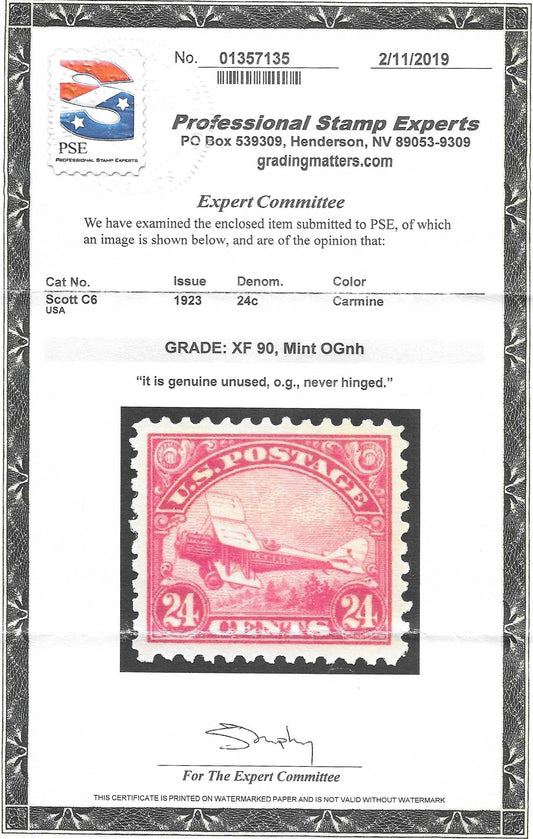 No. 01357135 2/11/2019
PSE
PROFESSIONAL STAMP EXPERTS
Professional Stamp Experts
PO Box 539309, Henderson, NV 89053-9309
gradingmatters.com
Expert Committee
We have examined the enclosed item submitted to PSE, of which
an image is shown below, and are of the opinion that:
Cat No. Issue Denom. Color
Scott C6 1923 24c Carmine
USA
GRADE: XF 90, Mint OGnh
“it is genuine unused, o.g., never hinged.”
U.S. POSTAGE
U.S. MAIL
24 24
CENTS
For The Expert Committee
THIS CERTIFICATE IS PRINTED ON WATERMARKED PAPER AND IS NOT VALID WITHOUT WATERMARK